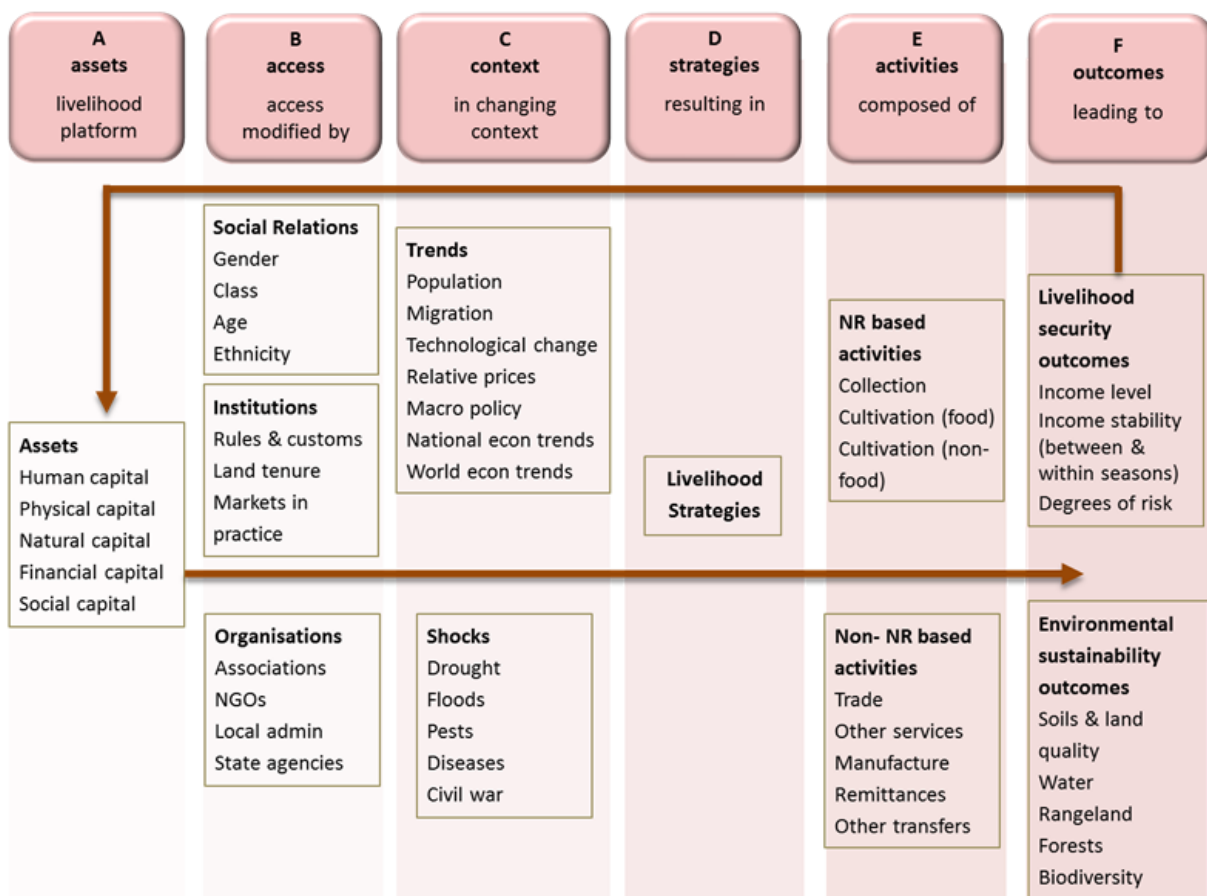 A
assets
livelihood
platform
B
access
access
modified by
C
context
in changing
context
D
strategies
resulting in
E
activities
composed of
F
outcomes
leading to
Assets
Human capital
Physical capital
Natural capital
Financial capital
Social capital
Social Relations
Gender
Class
Age
Ethnicity
Institutions
Rules & customs
Land tenure
Markets in
practice
Organisations
Associations
NGOs
Local admin
State agencies
Trends
Population
Migration
Technological change
Relative prices
Macro policy
National econ trends
World econ trends
Shocks
Drought
Floods
Pests
Diseases
Civil war
Livelihood
Strategies
NR based
activities
Collection
Cultivation (food)
Cultivation (non-
food)
Non- NR based
activities
Trade
Other services
Manufacture
Remittances
Other transfers
Livelihood
security
outcomes
Income level
Income stability
(between &
within seasons)
Degrees of risk
Environmental
sustainability
outcomes
Soils & land
quality
Water
Rangeland
Forests
Biodiversity